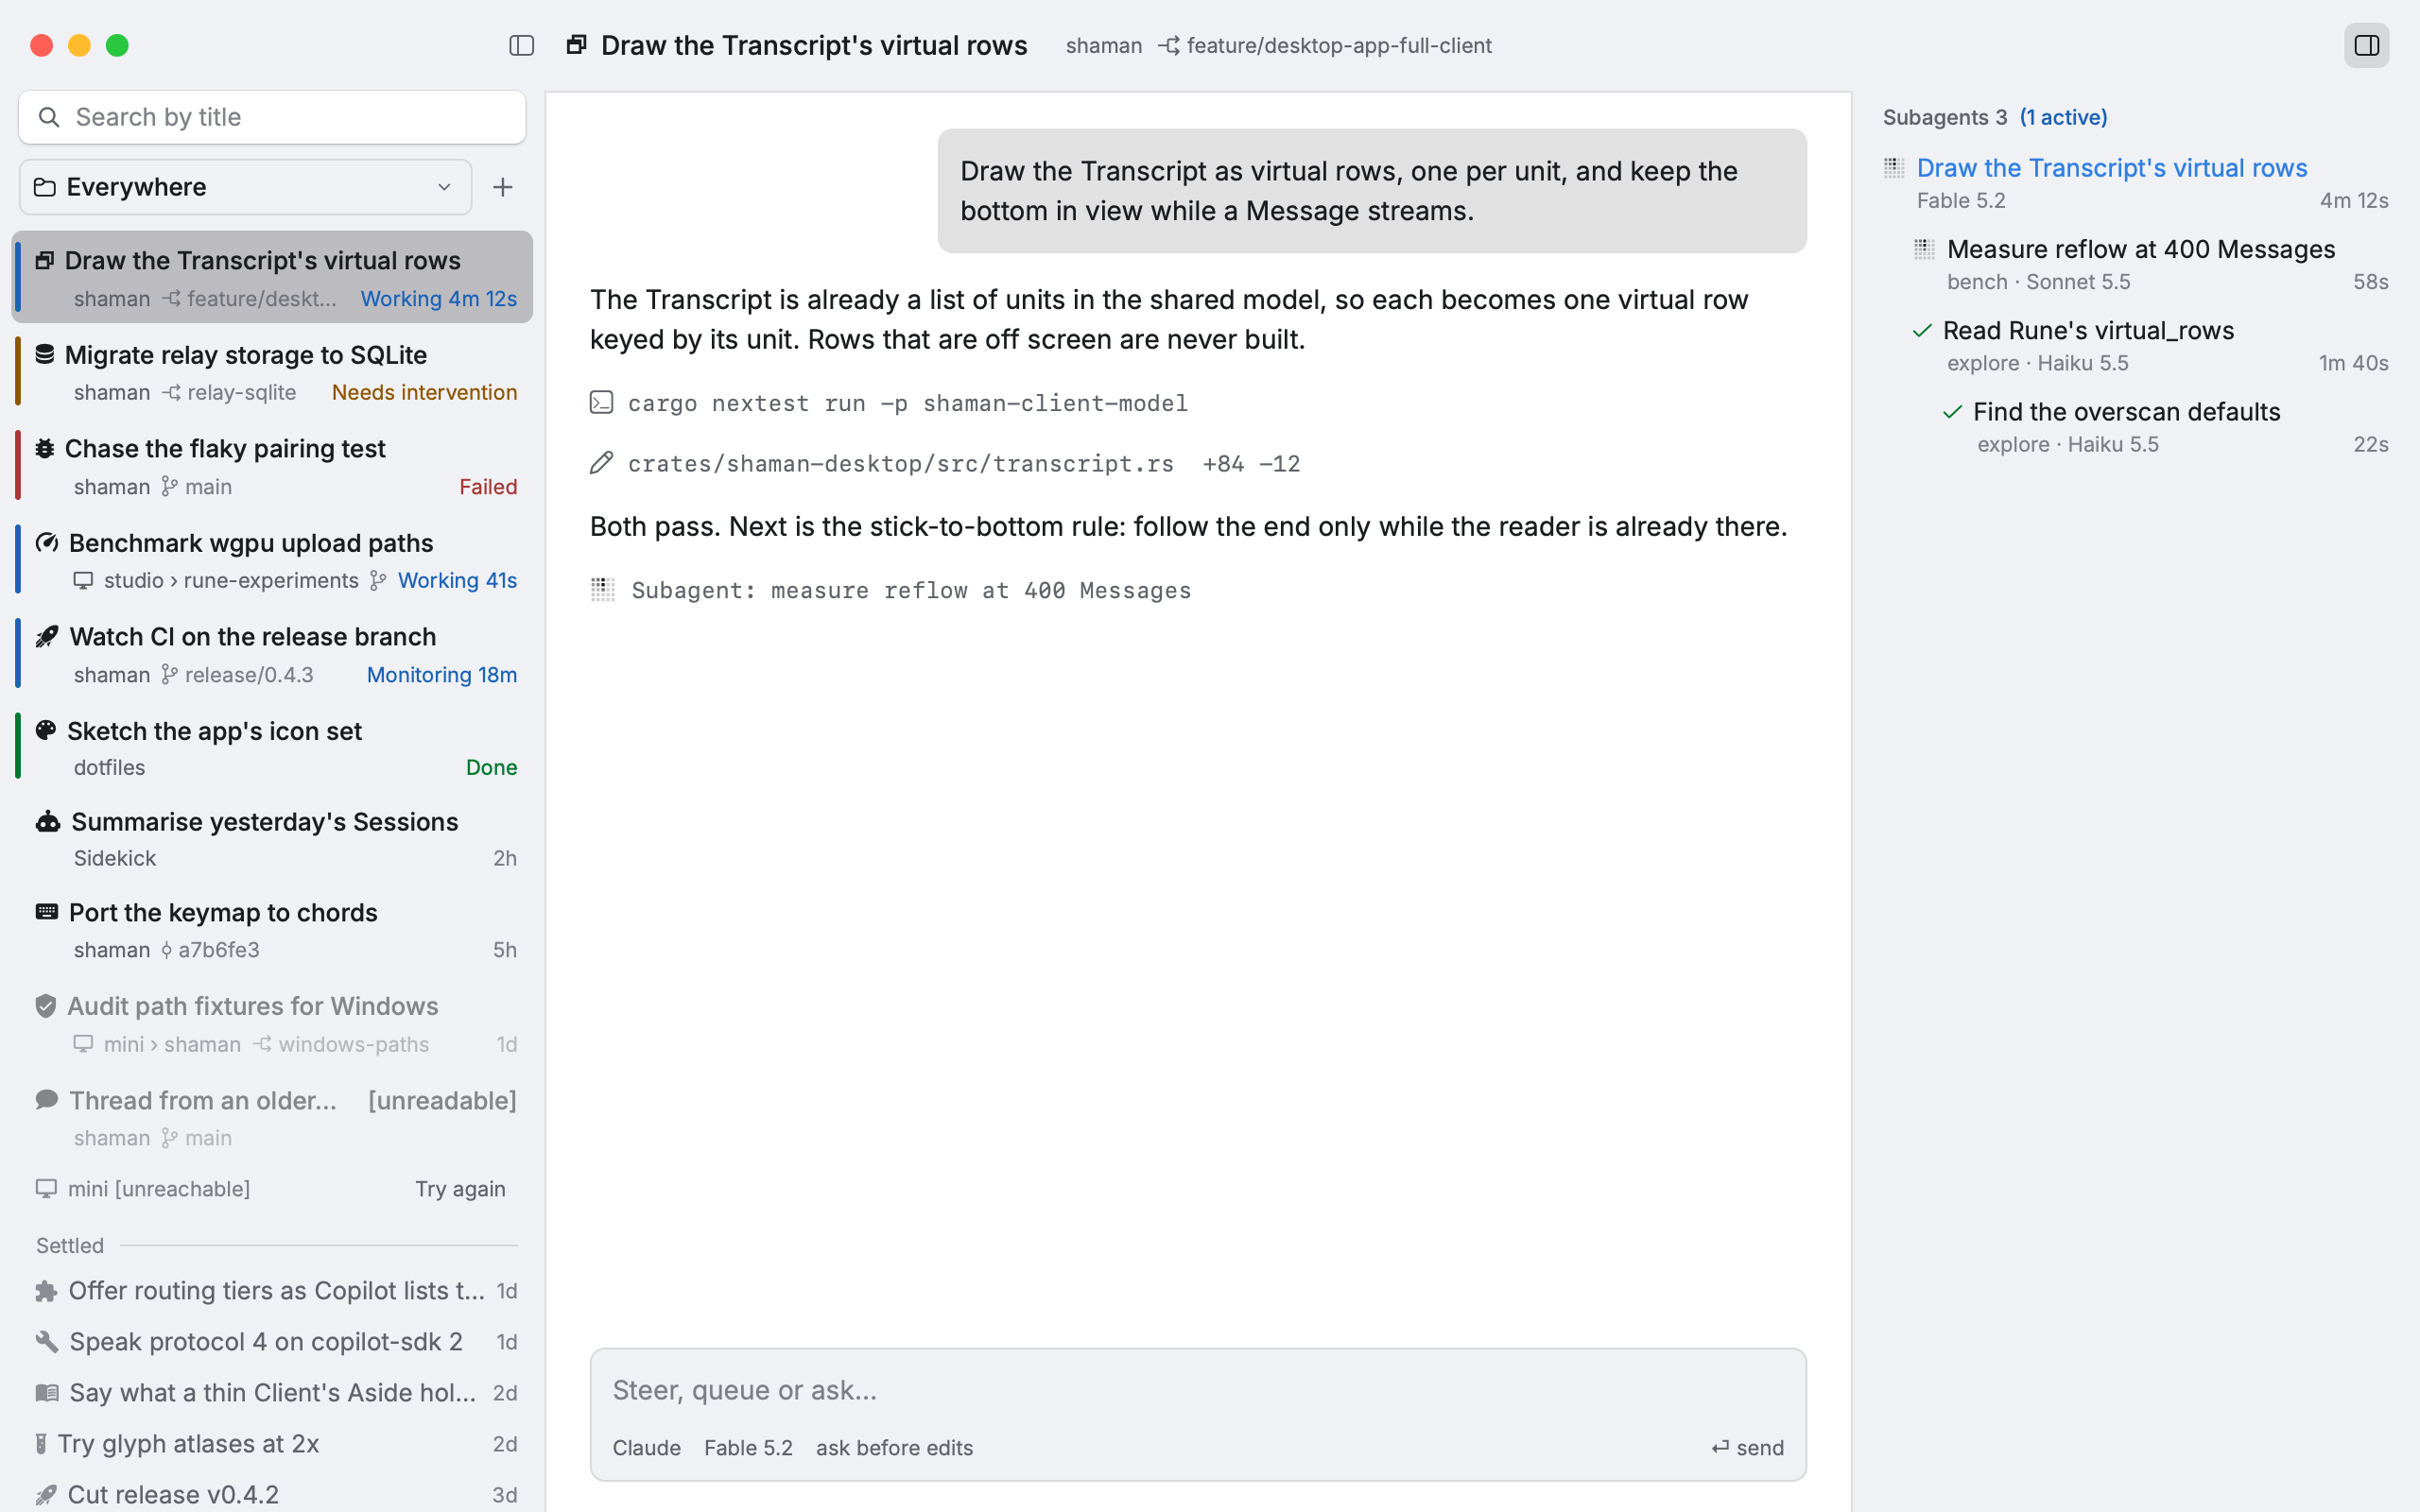 Draw the Transcript's virtual rows shaman feature/desktop-app-full-client
Search by title
Everywhere
Draw the Transcript's virtual rows
shaman feature/deskt... Working 4m 12s
Migrate relay storage to SQLite
shaman relay-sqlite Needs intervention
Chase the flaky pairing test
shaman main Failed
Benchmark wgpu upload paths
studio › rune-experiments Working 41s
Watch CI on the release branch
shaman release/0.4.3 Monitoring 18m
Sketch the app's icon set
dotfiles Done
Summarise yesterday's Sessions
Sidekick 2h
Port the keymap to chords
shaman a7b6fe3 5h
Audit path fixtures for Windows
mini › shaman windows-paths 1d
Thread from an older... [unreadable]
shaman main
mini [unreachable] Try again
Settled
Offer routing tiers as Copilot lists t... 1d
Speak protocol 4 on copilot-sdk 2 1d
Say what a thin Client's Aside hol... 2d
Try glyph atlases at 2x 2d
Cut release v0.4.2 3d
Draw the Transcript as virtual rows, one per unit, and keep the
bottom in view while a Message streams.
The Transcript is already a list of units in the shared model, so each becomes one virtual row
keyed by its unit. Rows that are off screen are never built.
cargo nextest run -p shaman-client-model
crates/shaman-desktop/src/transcript.rs +84 -12
Both pass. Next is the stick-to-bottom rule: follow the end only while the reader is already there.
Subagent: measure reflow at 400 Messages
Steer, queue or ask...
Claude Fable 5.2 ask before edits send
Subagents 3 (1 active)
Draw the Transcript's virtual rows
Fable 5.2 4m 12s
Measure reflow at 400 Messages
bench · Sonnet 5.5 58s
Read Rune's virtual_rows
explore · Haiku 5.5 1m 40s
Find the overscan defaults
explore · Haiku 5.5 22s